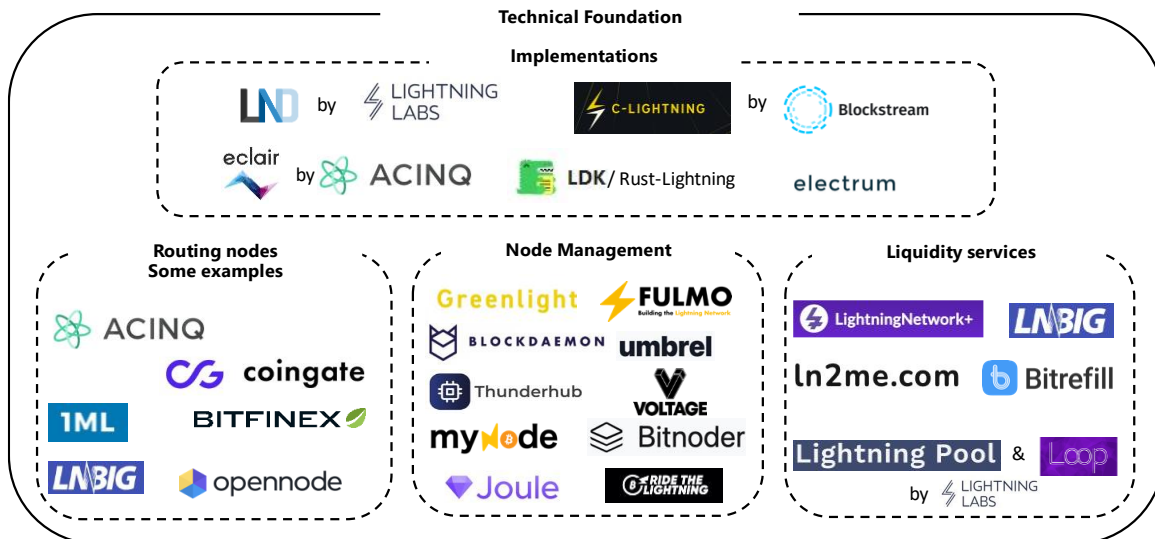 Technical Foundation
Implementations
LND by LIGHTNING LABS
C-LIGHTNING by Blockstream
eclair by ACINQ
LDK / Rust-Lightning
electrum
Routing nodes
Some examples
ACINQ
coingate
1ML
BITFINEX
LNBIG
opennode
Node Management
Greenlight
FULMO
Building the Lightning Network
BLOCKDAEMON
umbrel
Thunderhub
VOLTAGE
myNode
Bitnoder
Joule
RIDE THE
LIGHTNING
Liquidity services
LightningNetwork+
LNBIG
ln2me.com
Bitrefill
Lightning Pool & Loop
by LIGHTNING LABS